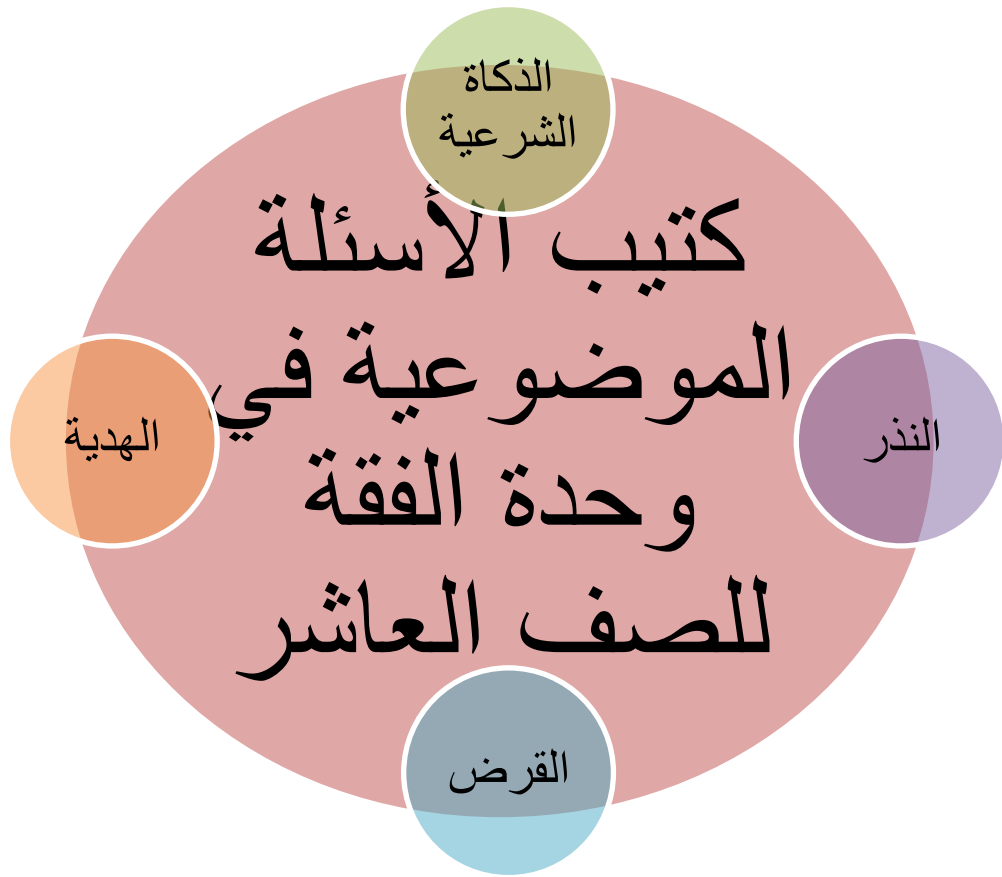 الذكاة
الشرعية
كتيب الأسئلة
الموضوعية في
وحدة الفقة
للصف العاشر
النذر
الهدية
القرض